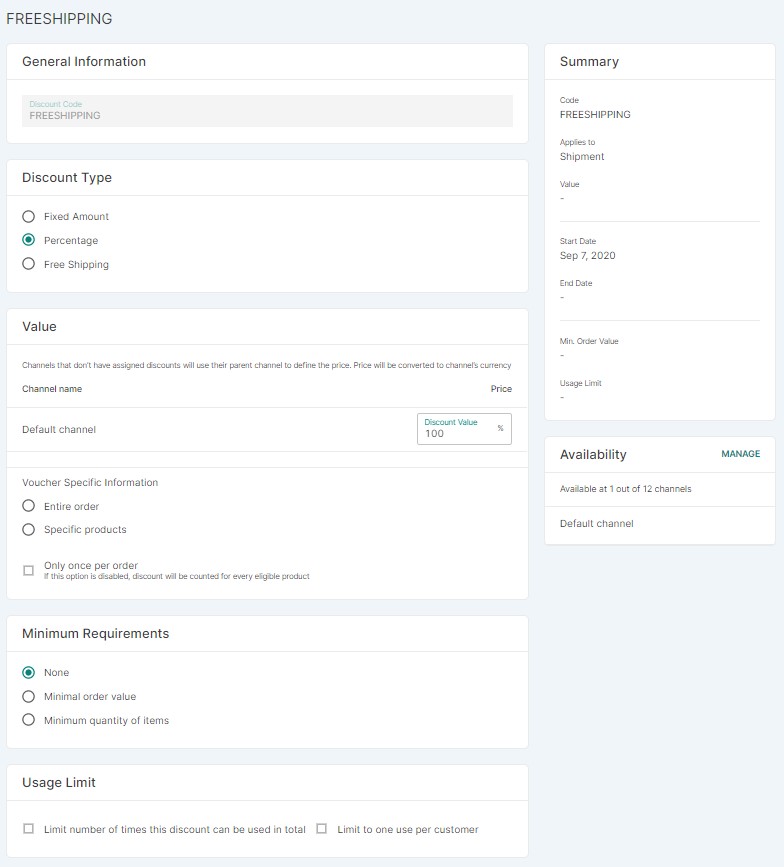 FREESHIPPING
General Information
Discount Code
FREESHIPPING
Discount Type
Fixed Amount
Percentage
Free Shipping
Value
Channels that don't have assigned discounts will use their parent channel to define the price. Price will be converted to channel's currency
Channel name Price
Default channel
Discount Value
100 %
Voucher Specific Information
Entire order
Specific products
Only once per order
If this option is disabled, discount will be counted for every eligible product
Minimum Requirements
None
Minimal order value
Minimum quantity of items
Usage Limit
Limit number of times this discount can be used in total Limit to one use per customer
Summary
Code
FREESHIPPING
Applies to
Shipment
Value
-
Start Date
Sep 7, 2020
End Date
-
Min. Order Value
-
Usage Limit
-
Availability MANAGE
Available at 1 out of 12 channels
Default channel